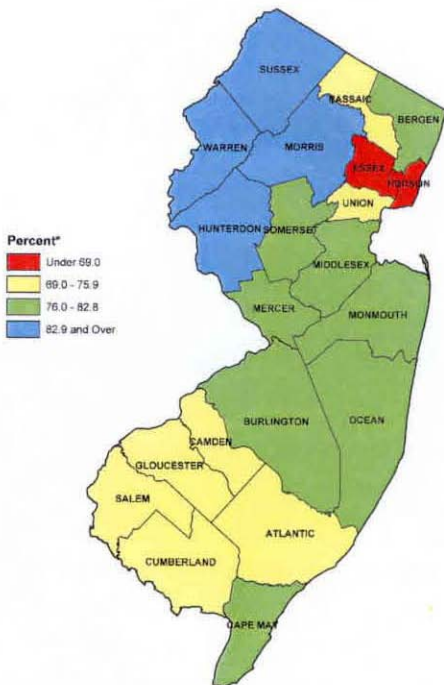 SUSSEX
PASSAIC
BERGEN
WARREN
MORRIS
ESSEX
HUDSON
UNION
HUNTERDON
SOMERSET
MIDDLESEX
MERCER
MONMOUTH
Percent*
Under 69.0
69.0 - 75.9
76.0 - 82.8
82.9 and Over
BURLINGTON
OCEAN
CAMDEN
GLOUCESTER
SALEM
ATLANTIC
CUMBERLAND
CAPE MAY